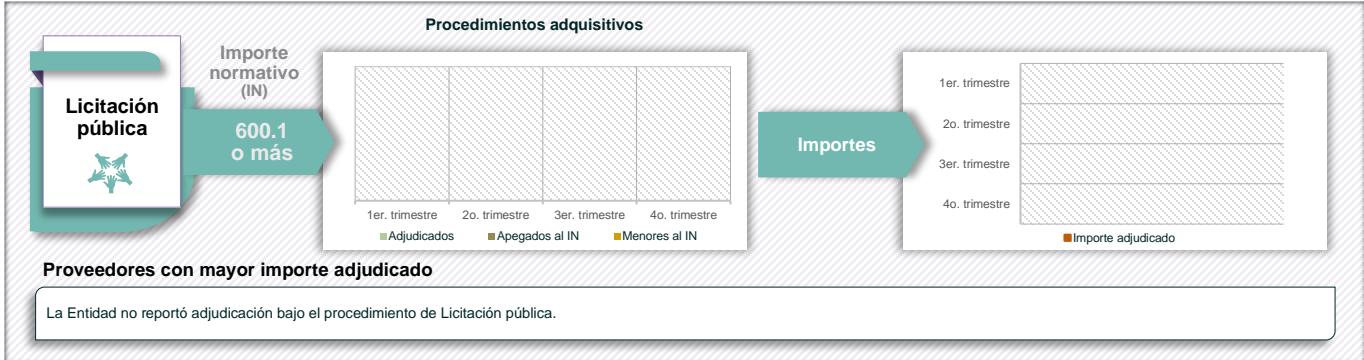 Procedimientos adquisitivos
Licitación
pública
Importe
normativo
(IN)
600.1
o más
1er. trimestre 2o. trimestre 3er. trimestre 4o. trimestre
Adjudicados Apegados al IN Menores al IN
Importes
1er. trimestre
2o. trimestre
3er. trimestre
4o. trimestre
Importe adjudicado
Proveedores con mayor importe adjudicado
La Entidad no reportó adjudicación bajo el procedimiento de Licitación pública.